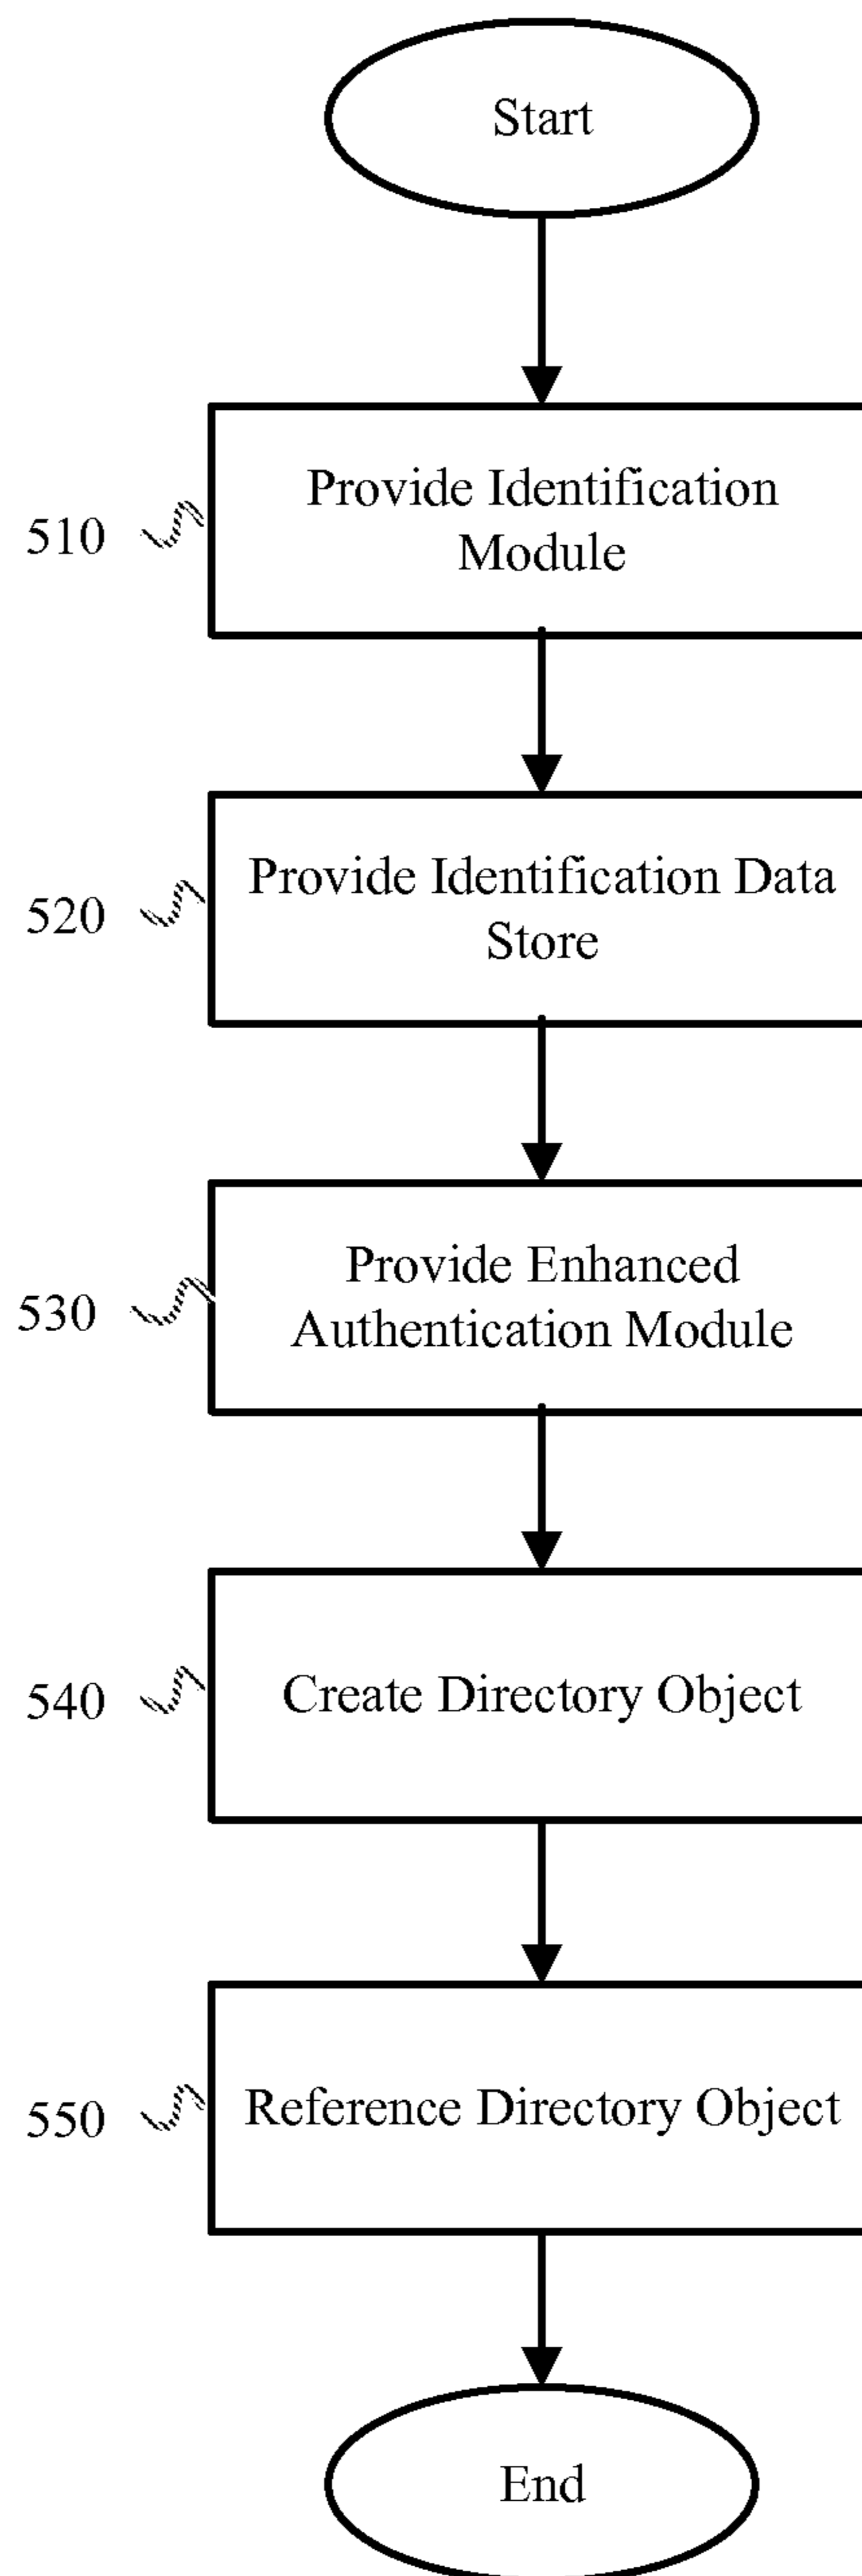 Start
510
Provide Identification
Module
520
Provide Identification Data
Store
530
Provide Enhanced
Authentication Module
540
Create Directory Object
550
Reference Directory Object
End